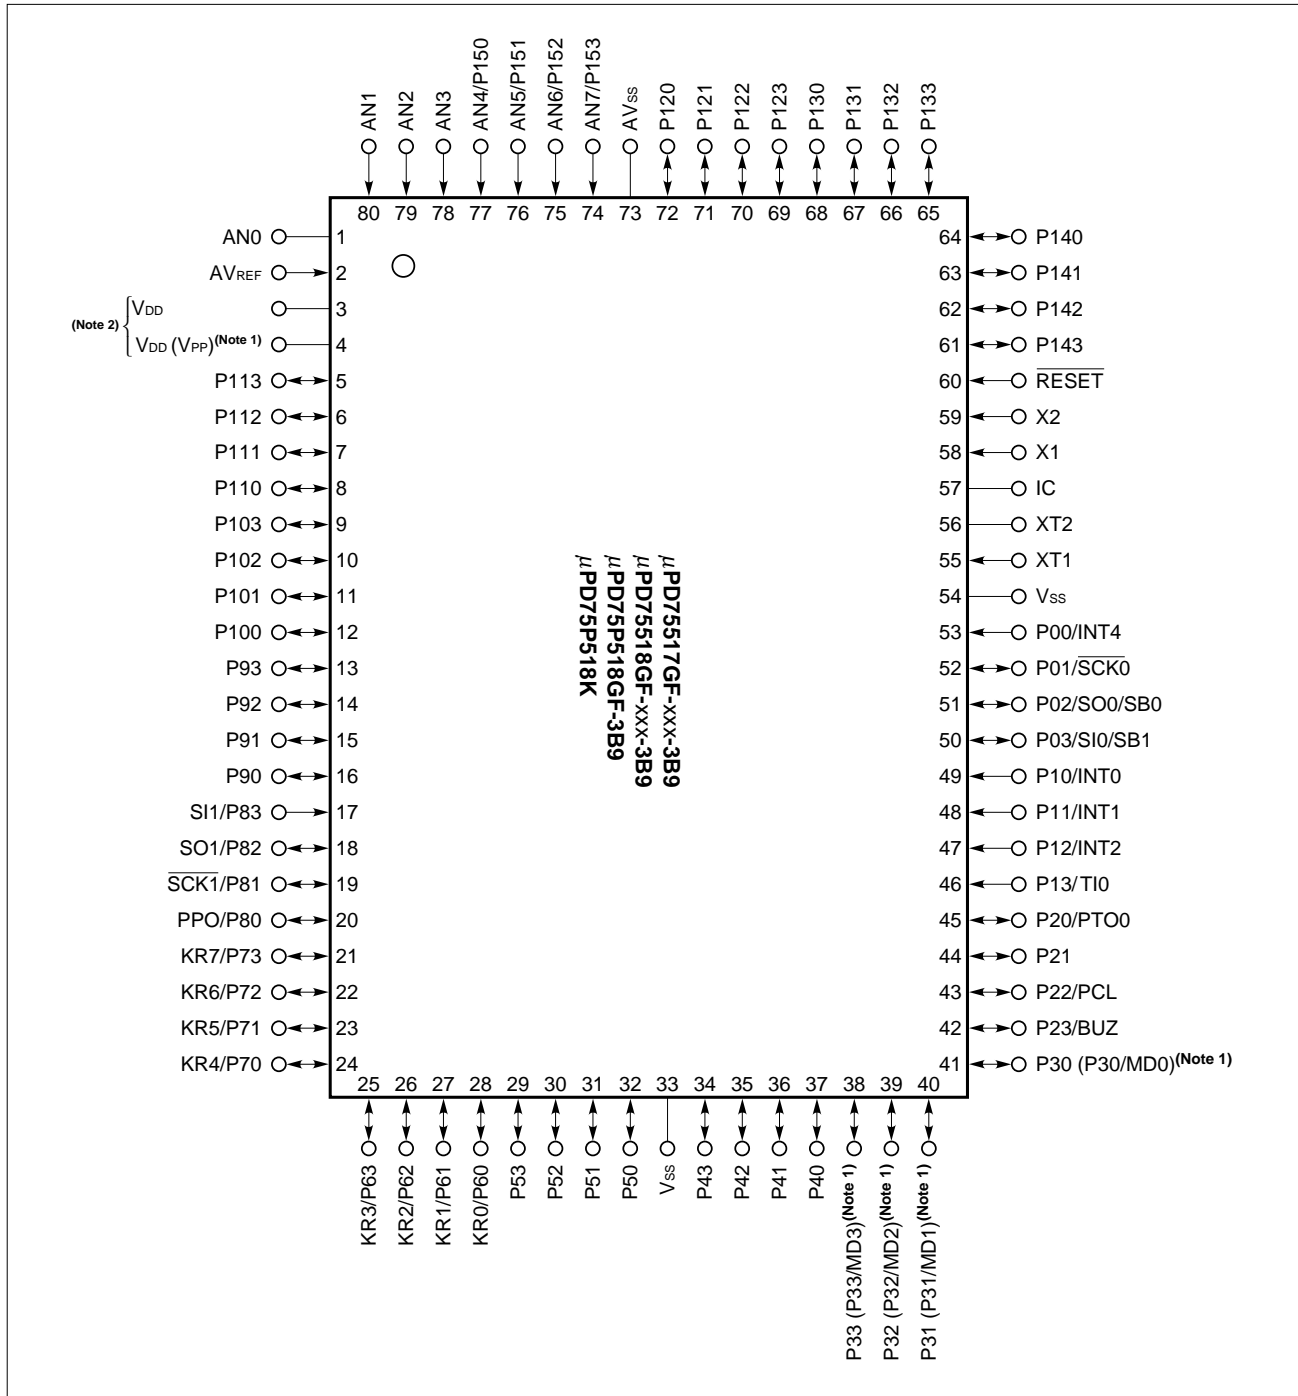 AN1
AN2
AN3
AN4/P150
AN5/P151
AN6/P152
AN7/P153
AVSS
P120
P121
P122
P123
P130
P131
P132
P133
80 79 78 77 76 75 74 73 72 71 70 69 68 67 66 65
AN0 1
AVREF 2
(Note 2)
VDD 3
VDD (VPP)(Note 1) 4
P113 5
P112 6
P111 7
P110 8
P103 9
P102 10
P101 11
P100 12
P93 13
P92 14
P91 15
P90 16
SI1/P83 17
SO1/P82 18
SCK1/P81 19
PPO/P80 20
KR7/P73 21
KR6/P72 22
KR5/P71 23
KR4/P70 24
μPD75517GF-xxx-3B9
μPD75518GF-xxx-3B9
μPD75P518GF-3B9
μPD75P518K
64 P140
63 P141
62 P142
61 P143
60 RESET
59 X2
58 X1
57 IC
56 XT2
55 XT1
54 VSS
53 P00/INT4
52 P01/SCK0
51 P02/SO0/SB0
50 P03/SI0/SB1
49 P10/INT0
48 P11/INT1
47 P12/INT2
46 P13/TI0
45 P20/PTO0
44 P21
43 P22/PCL
42 P23/BUZ
41 P30 (P30/MD0)(Note 1)
25 26 27 28 29 30 31 32 33 34 35 36 37 38 39 40
KR3/P63
KR2/P62
KR1/P61
KR0/P60
P53
P52
P51
P50
VSS
P43
P42
P41
P40
P33 (P33/MD3)(Note 1)
P32 (P32/MD2)(Note 1)
P31 (P31/MD1)(Note 1)